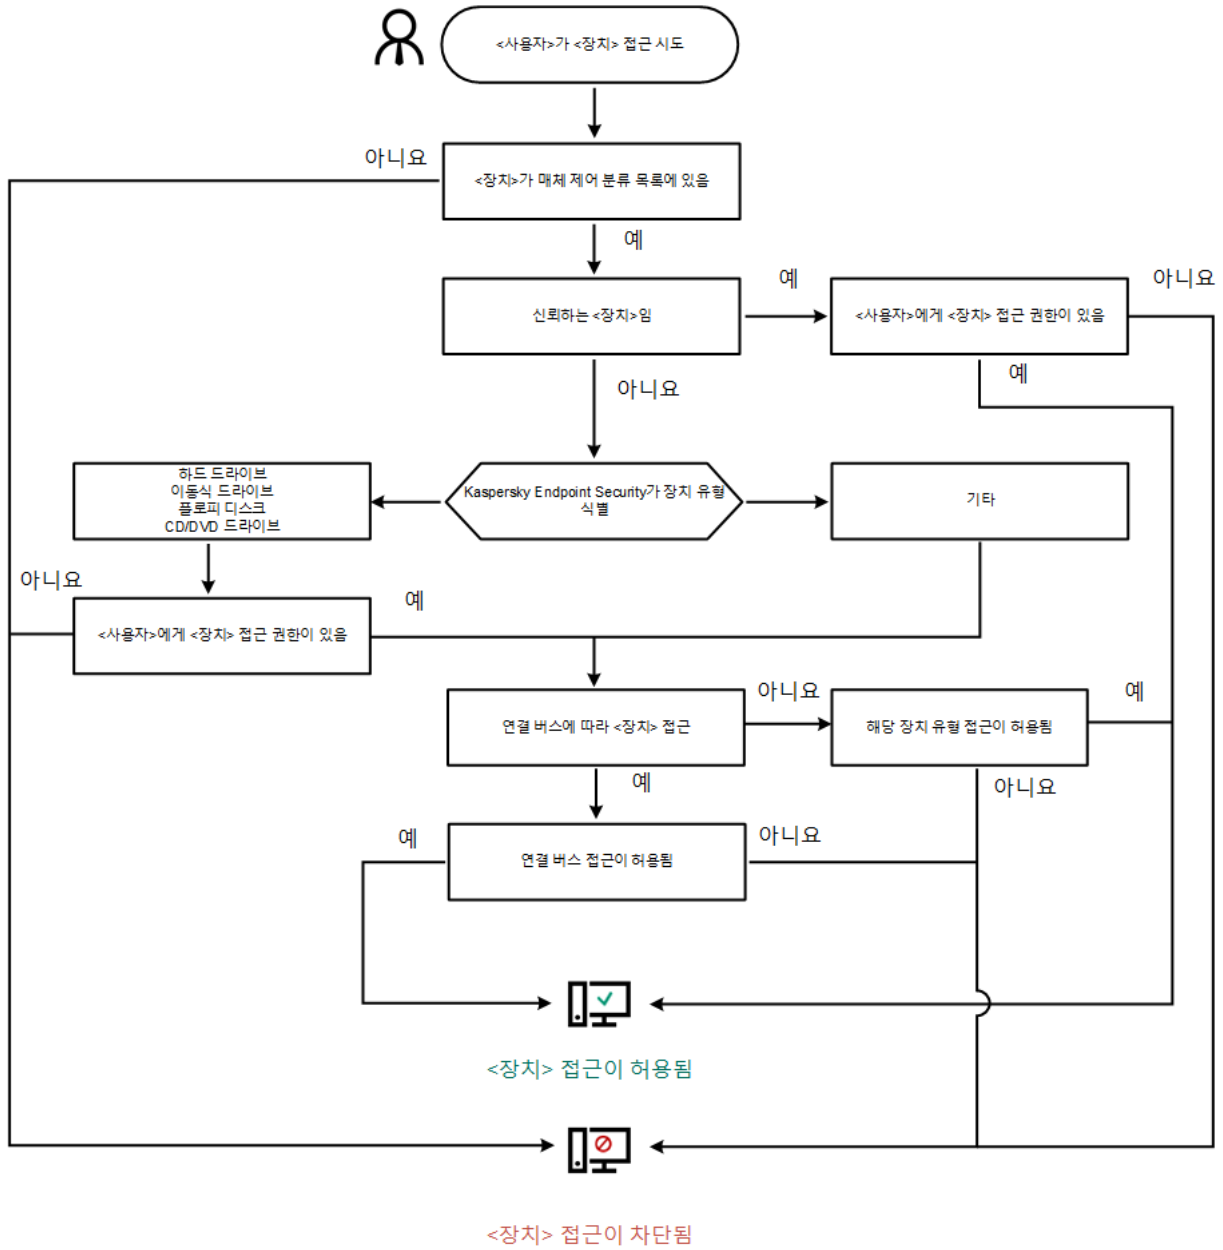 <사용자>가 <장치> 접근 시도
아니요
<장치>가 매체 제어 분류 목록에 있음
예
신뢰하는 <장치>임
예
<사용자>에게 <장치> 접근 권한이 있음
아니요
예
아니요
하드 드라이브
이동식 드라이브
플로피 디스크
CD/DVD 드라이브
Kaspersky Endpoint Security가 장치 유형
식별
기타
아니요
<사용자>에게 <장치> 접근 권한이 있음
예
연결 버스에 따라 <장치> 접근
아니요
해당 장치 유형 접근이 허용됨
예
예
아니요
예
연결 버스 접근이 허용됨
아니요
<장치> 접근이 허용됨
<장치> 접근이 차단됨